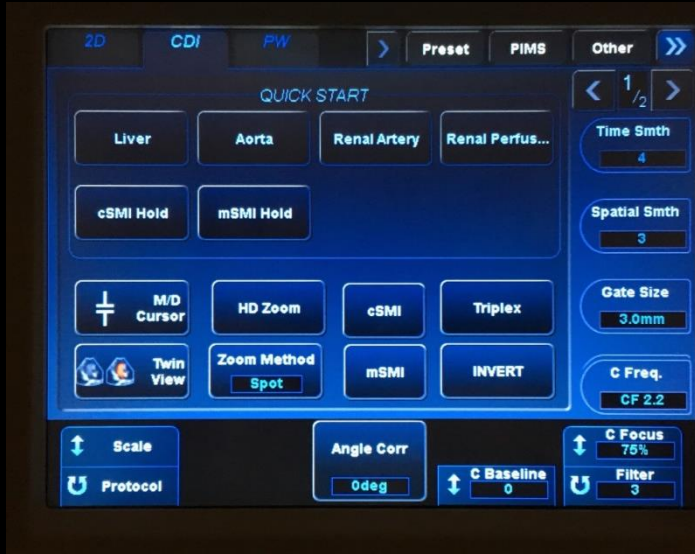 2D CDI PW > Preset PIMS Other »
QUICK START
< 1/2 >
Liver Aorta Renal Artery Renal Perfus...
Time Smth
4
cSMI Hold mSMI Hold
Spatial Smth
3
M/D
Cursor
HD Zoom
cSMI
Triplex
Gate Size
3.0mm
Twin
View
Zoom Method
Spot
mSMI
INVERT
C Freq.
CF 2.2
Scale
Protocol
Angle Corr
0deg
C Baseline
0
C Focus
75%
Filter
3